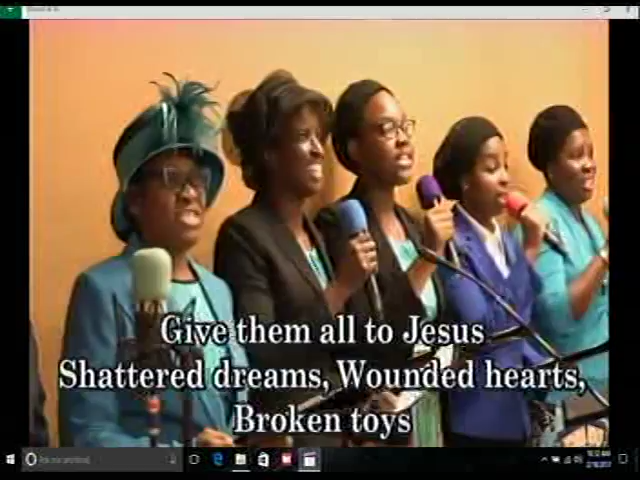 Give them all to Jesus
Shattered dreams, Wounded hearts,
Broken toys